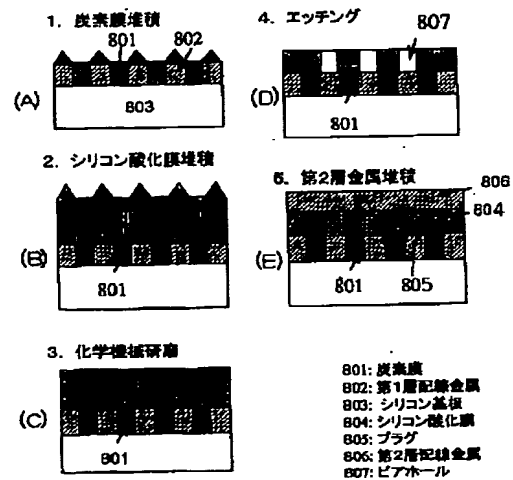 1. 炭素膜堆積
801
802
(A)
803
2. シリコン酸化膜堆積
(B)
801
3. 化学機械研磨
(C)
801
4. エッチング
807
(D)
801
5. 第2層金属堆積
806
804
(E)
801
805
801: 炭素膜
802: 第1層配線金属
803: シリコン基板
804: シリコン酸化膜
805: プラグ
806: 第2層配線金属
807: ビアホール